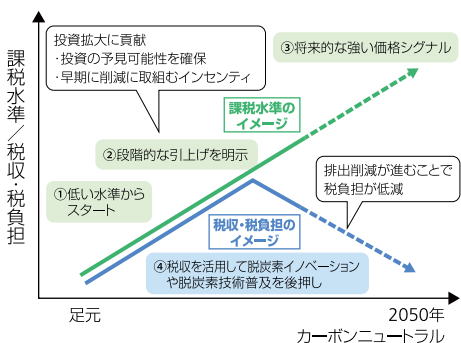 課税水準／税収・税負担
投資拡大に貢献
・投資の予見可能性を確保
・早期に削減に取組むインセンティ
③将来的な強い価格シグナル
課税水準の
イメージ
②段階的な引上げを明示
①低い水準から
スタート
排出削減が進むことで
税負担が低減
税収・税負担の
イメージ
④税収を活用して脱炭素イノベーション
や脱炭素技術普及を後押し
足元
2050年
カーボンニュートラル